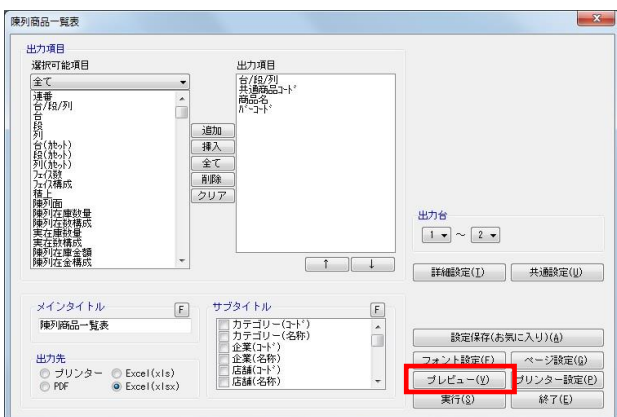 陳列商品一覧表
出力項目
選択可能項目
全て
連番
台/段/列
台
段
列
台(ｶｾｯﾄ)
段(ｶｾｯﾄ)
列(ｶｾｯﾄ)
ﾌｪｲｽ数
ﾌｪｲｽ構成
積上
陳列面
陳列在庫数量
陳列在数構成
実在庫数量
実在数構成
陳列在庫金額
陳列在金構成
追加
挿入
全て
削除
クリア
出力項目
台/段/列
共通商品ｺｰﾄﾞ
商品名
ﾊﾞｰｺｰﾄﾞ
↑
↓
出力台
1 ～ 2
詳細設定(I)
共通設定(U)
メインタイトル
F
陳列商品一覧表
出力先
プリンター
Excel(xls)
PDF
Excel(xlsx)
サブタイトル
F
カテゴリー(ｺｰﾄﾞ)
カテゴリー(名称)
企業(ｺｰﾄﾞ)
企業(名称)
店舗(ｺｰﾄﾞ)
店舗(名称)
設定保存(お気に入り)(A)
フォント設定(F)
ページ設定(G)
プレビュー(V)
プリンター設定(P)
実行(S)
終了(E)